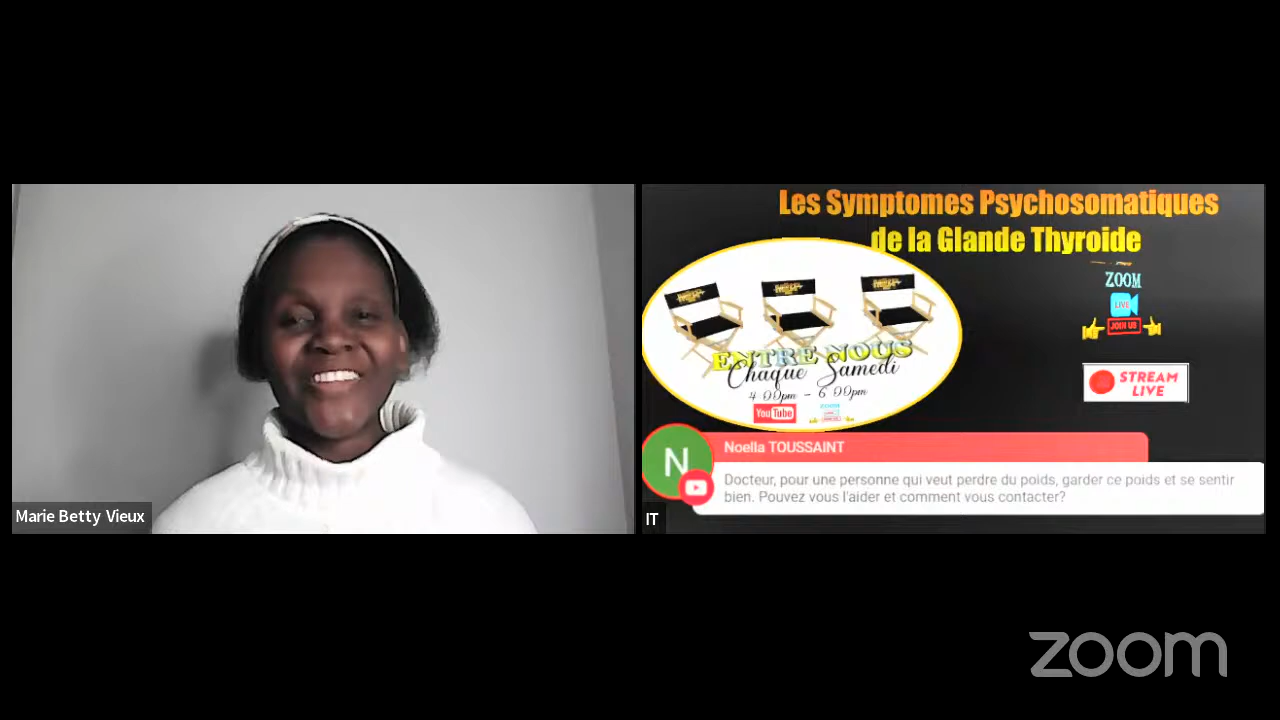 Les Symptomes Psychosomatiques
de la Glande Thyroide
ZOOM
LIVE
JOIN US
STREAM
LIVE
ENTRE NOUS
Chaque Samedi
4:00pm - 6:00pm
YouTube
ZOOM
Noella TOUSSAINT
N
Docteur, pour une personne qui veut perdre du poids, garder ce poids et se sentir
bien. Pouvez vous l'aider et comment vous contacter?
Marie Betty Vieux
IT
zoom